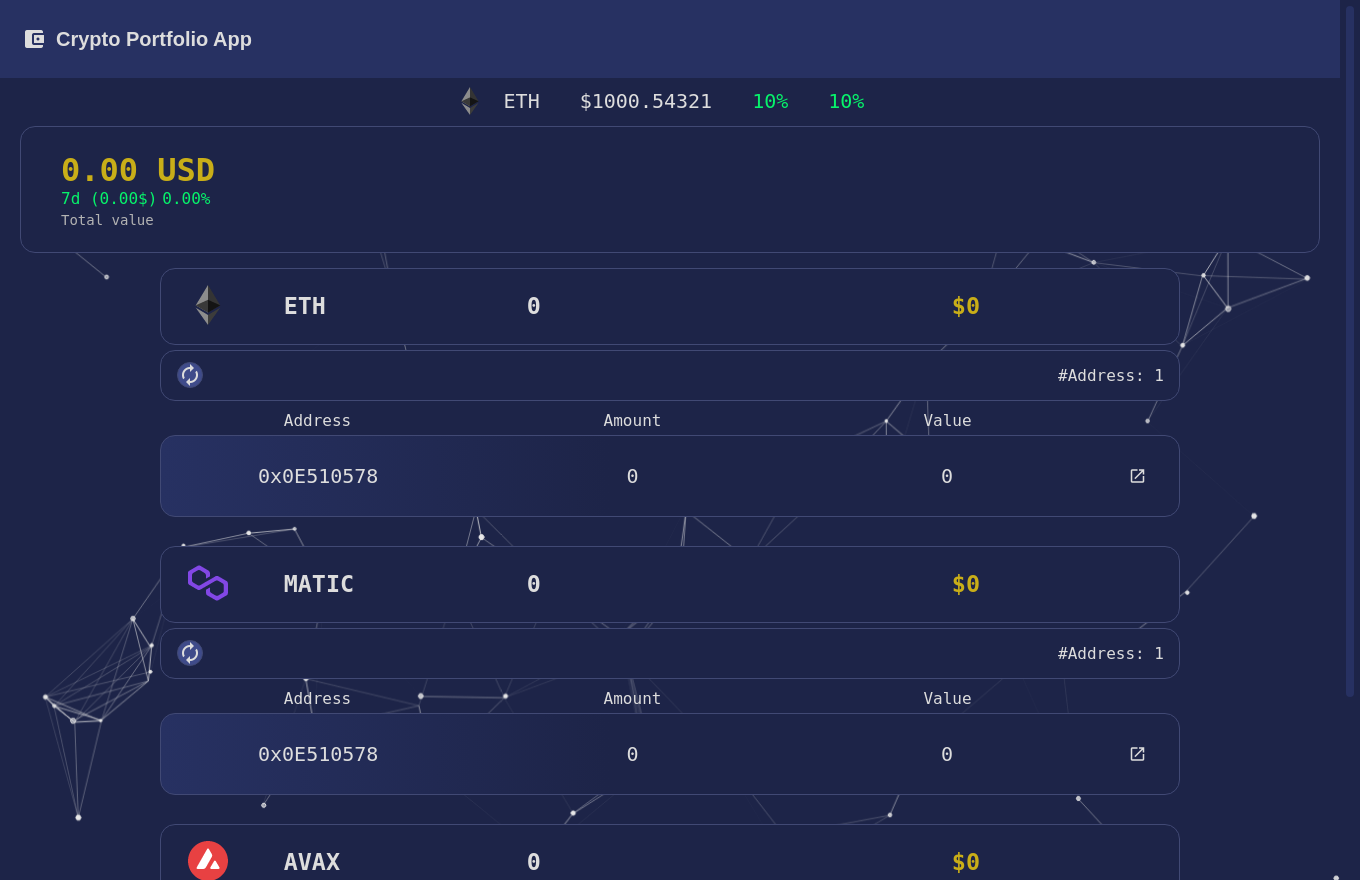 Crypto Portfolio App
ETH $1000.54321 10% 10%
0.00 USD
7d (0.00$) 0.00%
Total value
ETH 0 $0
#Address: 1
Address Amount Value
0x0E510578 0 0
MATIC 0 $0
#Address: 1
Address Amount Value
0x0E510578 0 0
AVAX 0 $0